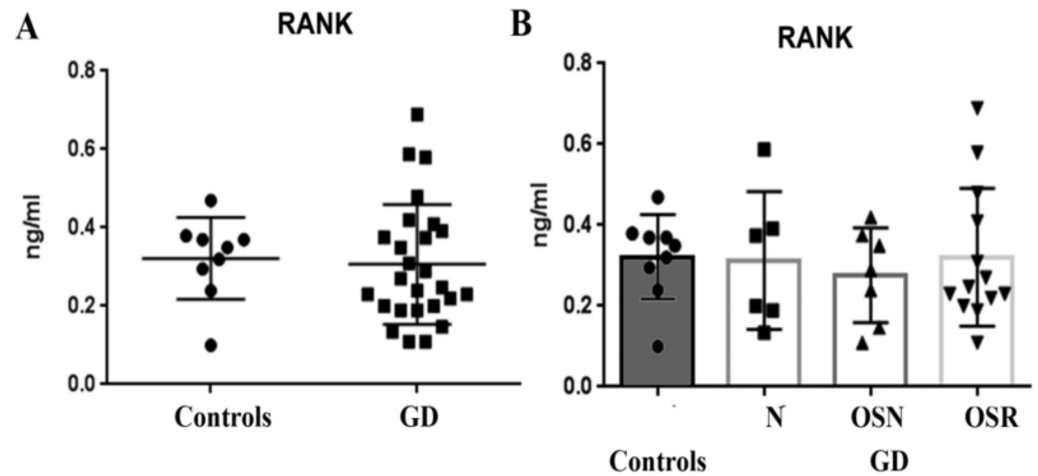 A
RANK
0.8
0.6
0.4
0.2
0.0
ng/ml
Controls GD
B
RANK
0.8
0.6
0.4
0.2
0.0
ng/ml
N OSN OSR
Controls GD